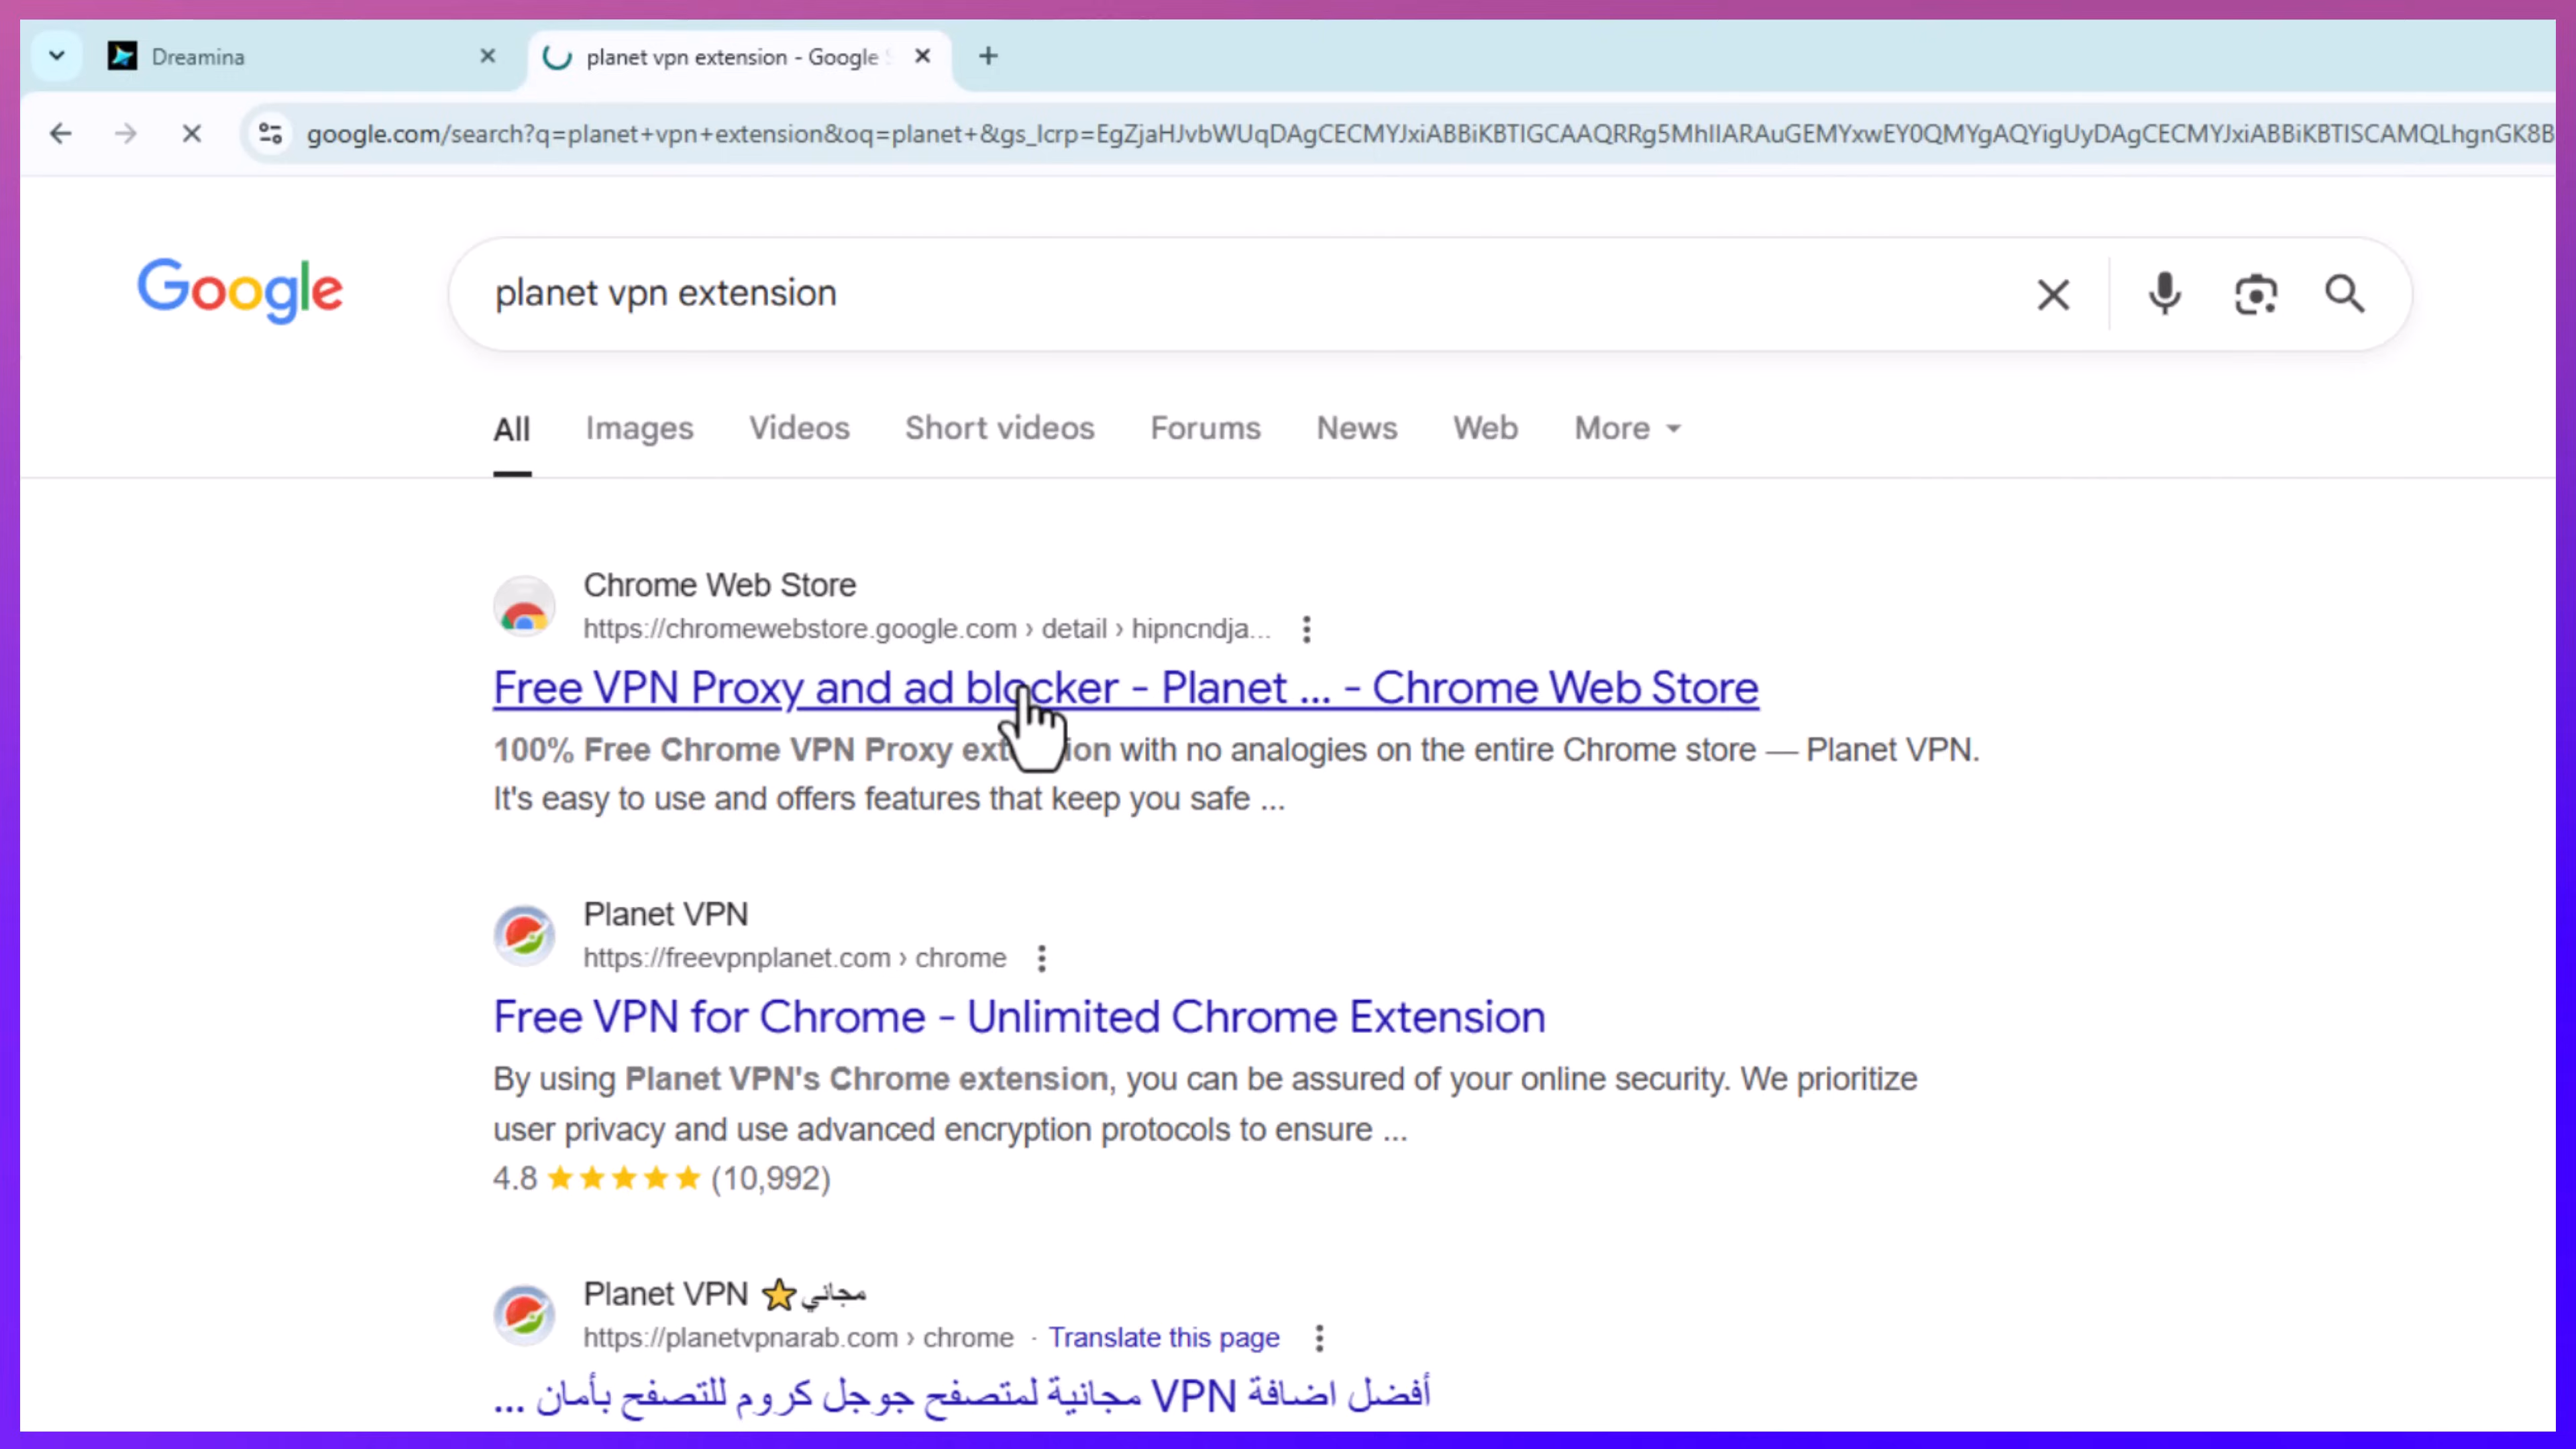 Dreamina
planet vpn extension - Google
google.com/search?q=planet+vpn+extension&oq=planet+&gs_lcrp=EgZjaHJvbWUqDAgCECMYJxiABBiKBTIGCAAQRRg5MhIIARAuGEMYxwEY0QMYgAQYigUyDAgCECMYJxiABBiKBTISCAMQLhgnGK8B
Google
planet vpn extension
All Images Videos Short videos Forums News Web More
Chrome Web Store
https://chromewebstore.google.com › detail › hipncndja...
Free VPN Proxy and ad blocker - Planet ... - Chrome Web Store
100% Free Chrome VPN Proxy extension with no analogies on the entire Chrome store — Planet VPN.
It's easy to use and offers features that keep you safe ...
Planet VPN
https://freevpnplanet.com › chrome
Free VPN for Chrome - Unlimited Chrome Extension
By using Planet VPN's Chrome extension, you can be assured of your online security. We prioritize
user privacy and use advanced encryption protocols to ensure ...
4.8 ★★★★★ (10,992)
Planet VPN ⭐مجاني
https://planetvpnarab.com › chrome · Translate this page
أفضل اضافة VPN مجانية لمتصفح جوجل كروم للتصفح بأمان ...